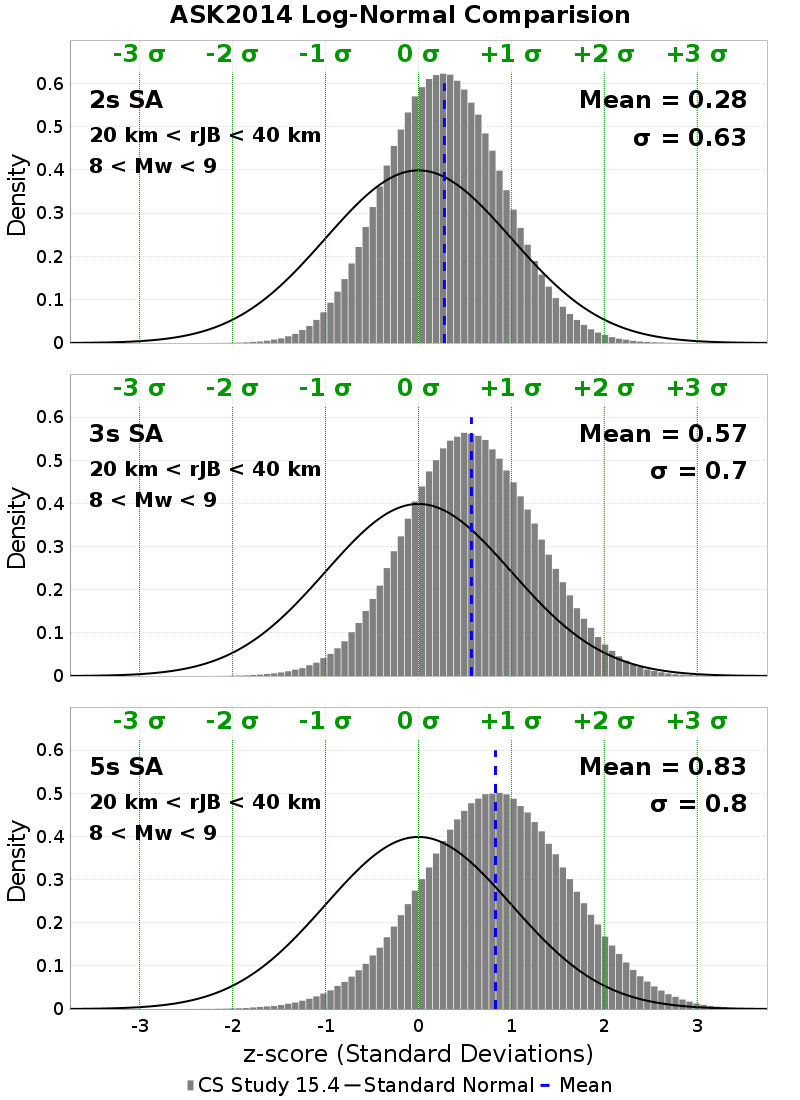 ASK2014 Log-Normal Comparision
-3 σ -2 σ -1 σ 0 σ +1 σ +2 σ +3 σ
2s SA
20 km < rJB < 40 km
8 < Mw < 9
Mean = 0.28
σ = 0.63
Density
0.6
0.5
0.4
0.3
0.2
0.1
0
-3 σ -2 σ -1 σ 0 σ +1 σ +2 σ +3 σ
3s SA
20 km < rJB < 40 km
8 < Mw < 9
Mean = 0.57
σ = 0.7
Density
0.6
0.5
0.4
0.3
0.2
0.1
0
-3 σ -2 σ -1 σ 0 σ +1 σ +2 σ +3 σ
5s SA
20 km < rJB < 40 km
8 < Mw < 9
Mean = 0.83
σ = 0.8
Density
0.6
0.5
0.4
0.3
0.2
0.1
0
-3 -2 -1 0 1 2 3
z-score (Standard Deviations)
CS Study 15.4 Standard Normal Mean